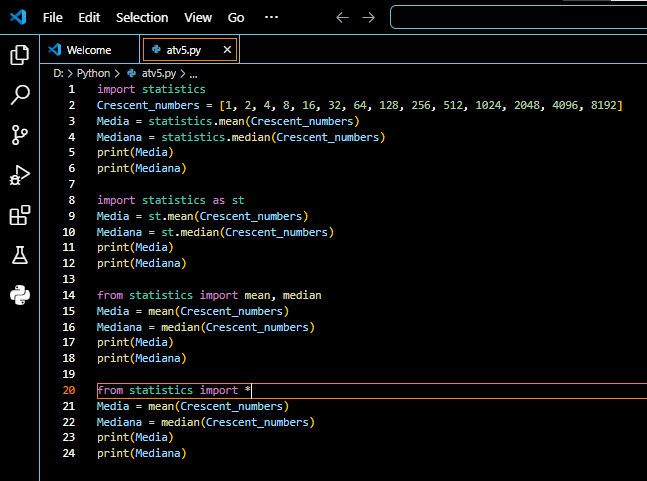 File Edit Selection View Go ...
Welcome atv5.py
D: > Python > atv5.py > ...
1 import statistics
2 Crescent_numbers = [1, 2, 4, 8, 16, 32, 64, 128, 256, 512, 1024, 2048, 4096, 8192]
3 Media = statistics.mean(Crescent_numbers)
4 Mediana = statistics.median(Crescent_numbers)
5 print(Media)
6 print(Mediana)
7
8 import statistics as st
9 Media = st.mean(Crescent_numbers)
10 Mediana = st.median(Crescent_numbers)
11 print(Media)
12 print(Mediana)
13
14 from statistics import mean, median
15 Media = mean(Crescent_numbers)
16 Mediana = median(Crescent_numbers)
17 print(Media)
18 print(Mediana)
19
20 from statistics import *
21 Media = mean(Crescent_numbers)
22 Mediana = median(Crescent_numbers)
23 print(Media)
24 print(Mediana)